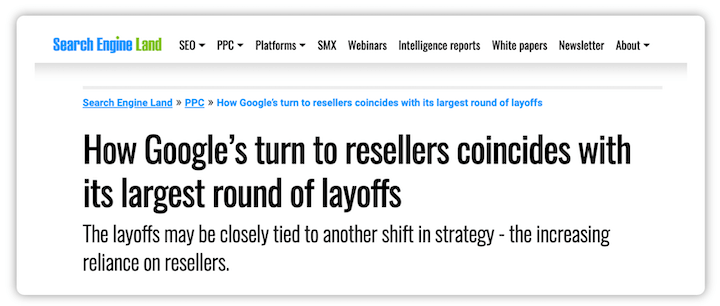 Search Engine Land SEO PPC Platforms SMX Webinars Intelligence reports White papers Newsletter About
Search Engine Land » PPC » How Google's turn to resellers coincides with its largest round of layoffs
How Google’s turn to resellers coincides with
its largest round of layoffs
The layoffs may be closely tied to another shift in strategy - the increasing
reliance on resellers.